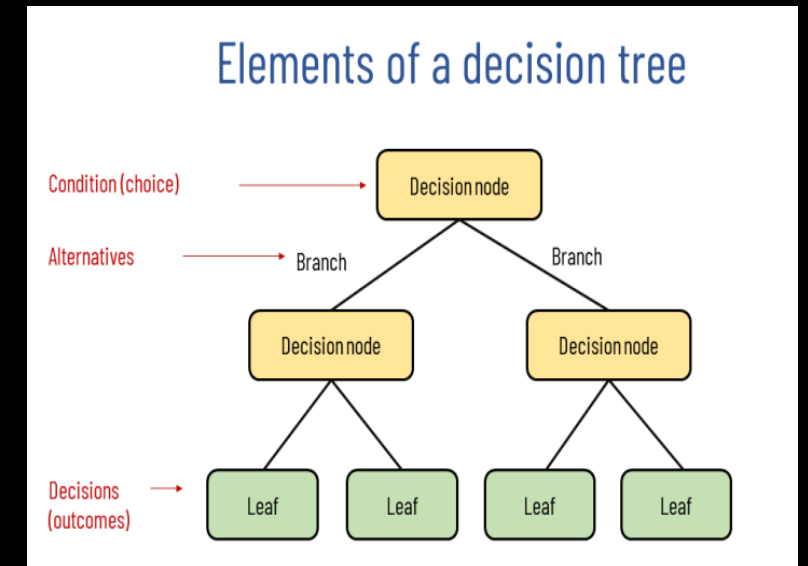 Elements of a decision tree
Condition (choice)
Decision node
Alternatives
Branch
Branch
Decision node
Decision node
Decisions
(outcomes)
Leaf
Leaf
Leaf
Leaf